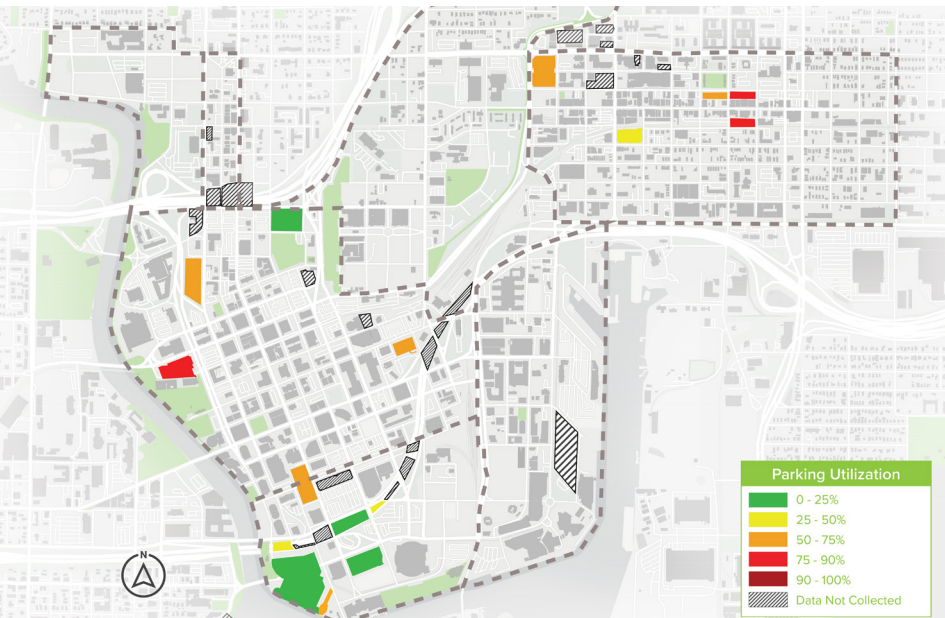 N
Parking Utilization
0 - 25%
25 - 50%
50 - 75%
75 - 90%
90 - 100%
Data Not Collected